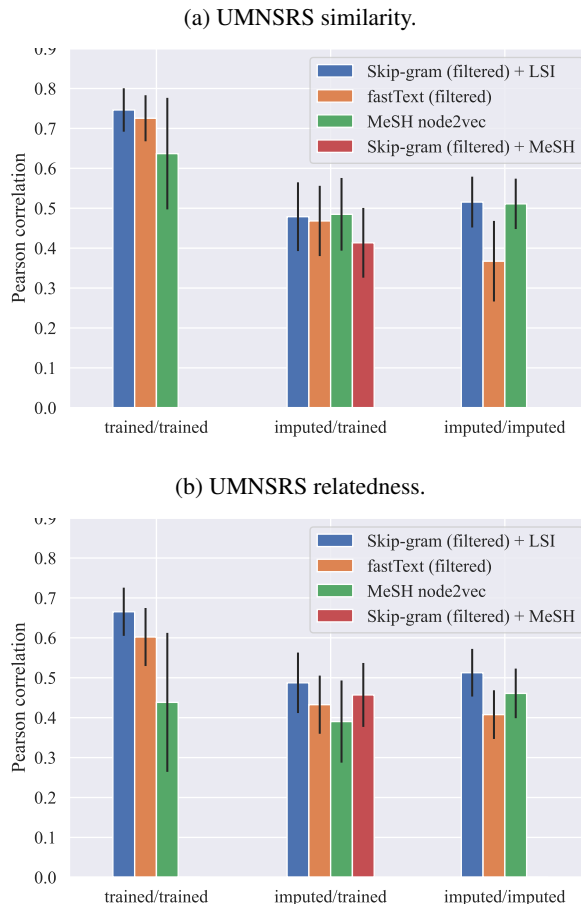 (a) UMNSRS similarity.
0.9
0.8
0.7
0.6
0.5
0.4
0.3
0.2
0.1
0.0
Pearson correlation
Skip-gram (filtered) + LSI
fastText (filtered)
MeSH node2vec
Skip-gram (filtered) + MeSH
trained/trained imputed/trained imputed/imputed
(b) UMNSRS relatedness.
0.9
0.8
0.7
0.6
0.5
0.4
0.3
0.2
0.1
0.0
Pearson correlation
Skip-gram (filtered) + LSI
fastText (filtered)
MeSH node2vec
Skip-gram (filtered) + MeSH
trained/trained imputed/trained imputed/imputed